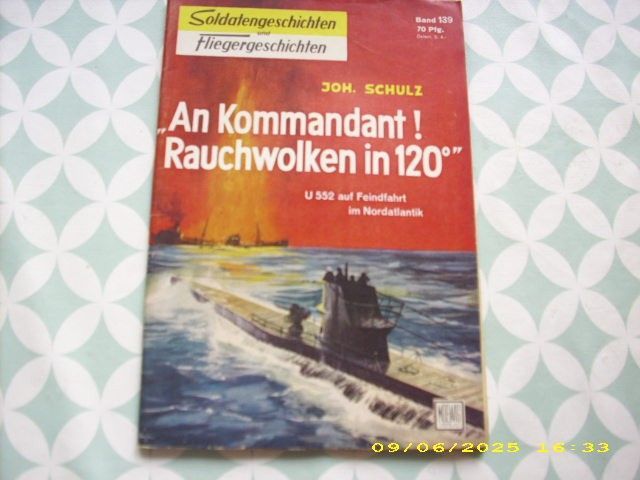 Soldatengeschichten
und
Fliegergeschichten
Band 139
70 Pfg.
JOH. SCHULZ
„An Kommandant!
Rauchwolken in 120°”
U 552 auf Feindfahrt
im Nordatlantik
09/06/2025 16:33